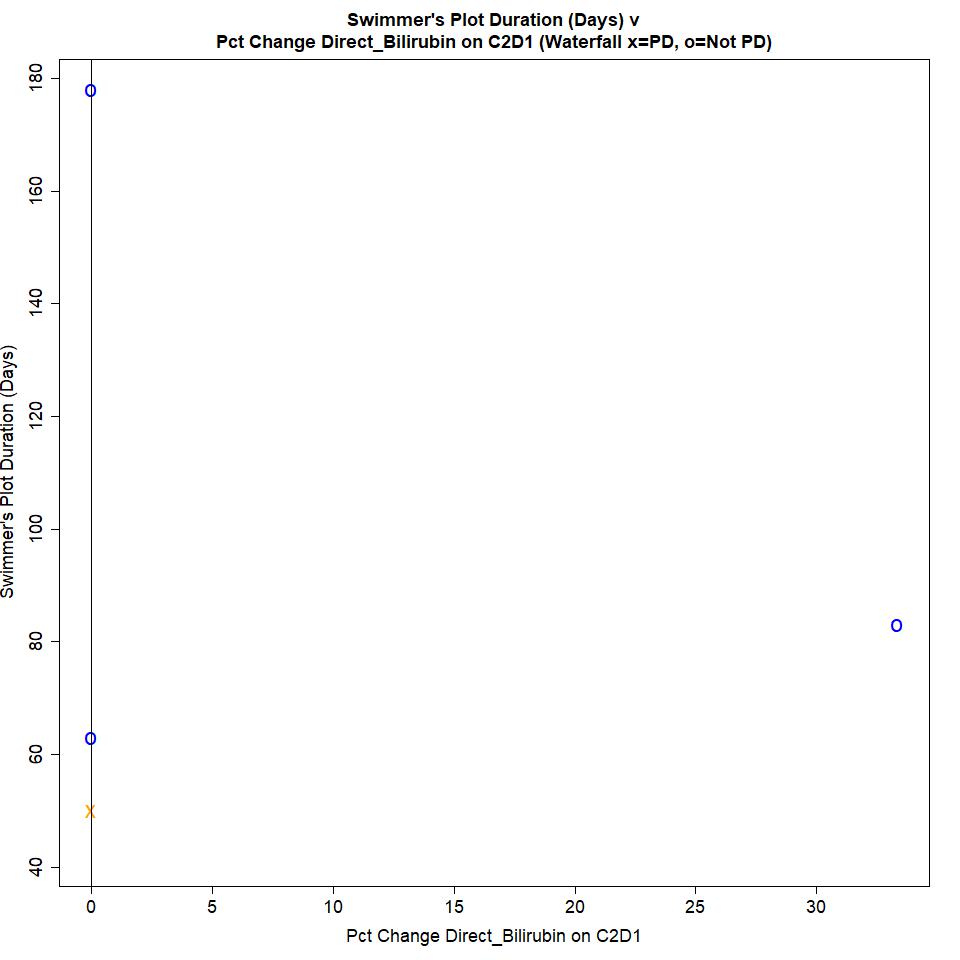 Swimmer's Plot Duration (Days) v
Pct Change Direct_Bilirubin on C2D1 (Waterfall x=PD, o=Not PD)
Swimmer's Plot Duration (Days)
180
160
140
120
100
80
60
40
O
O
O
X
0 5 10 15 20 25 30
Pct Change Direct_Bilirubin on C2D1